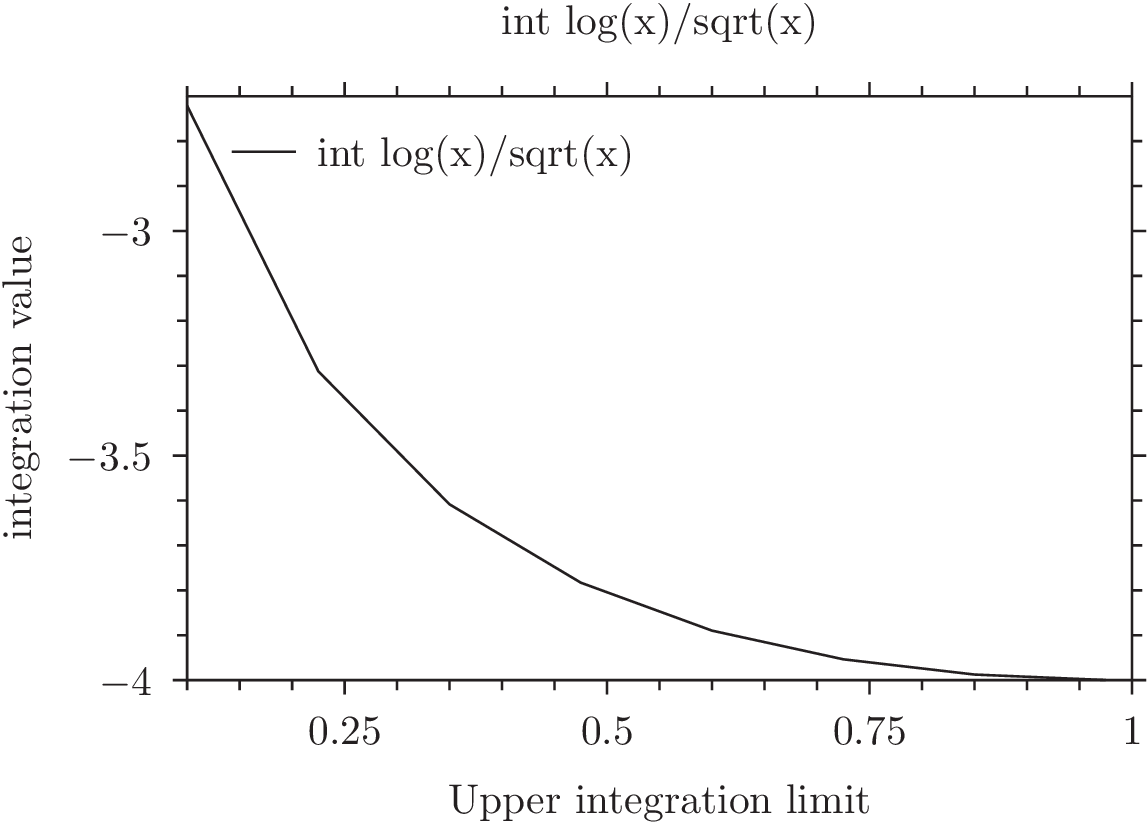 int log(x)/sqrt(x)
int log(x)/sqrt(x)
−3
−3.5
−4
integration value
0.25 0.5 0.75 1
Upper integration limit